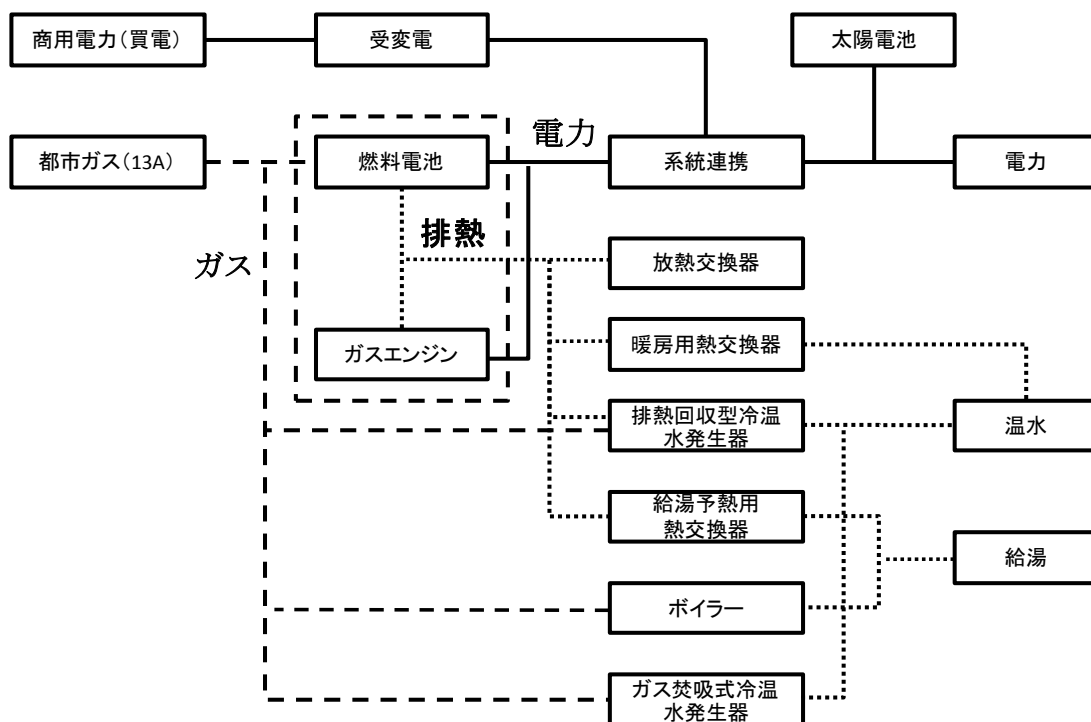 商用電力(買電)
受変電
太陽電池
都市ガス(13A)
燃料電池
電力
系統連携
電力
排熱
ガス
放熱交換器
ガスエンジン
暖房用熱交換器
排熱回収型冷温
水発生器
温水
給湯予熱用
熱交換器
給湯
ボイラー
ガス焚吸式冷温
水発生器